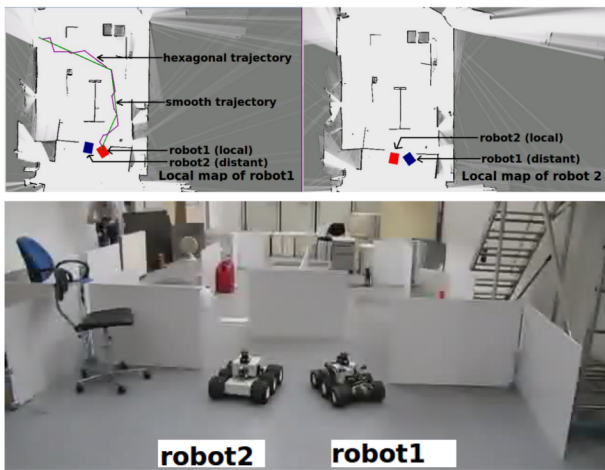 hexagonal trajectory
smooth trajectory
robot1 (local)
robot2 (distant)
Local map of robot1
robot2 (local)
robot1 (distant)
Local map of robot 2
robot2
robot1